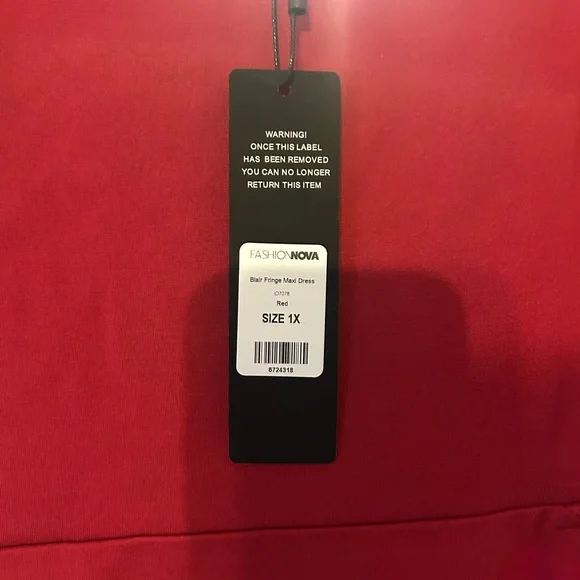 WARNING!
ONCE THIS LABEL
HAS BEEN REMOVED
YOU CAN NO LONGER
RETURN THIS ITEM
FASHIONNOVA
Blair Fringe Maxi Dress
Red
SIZE 1X
6724318